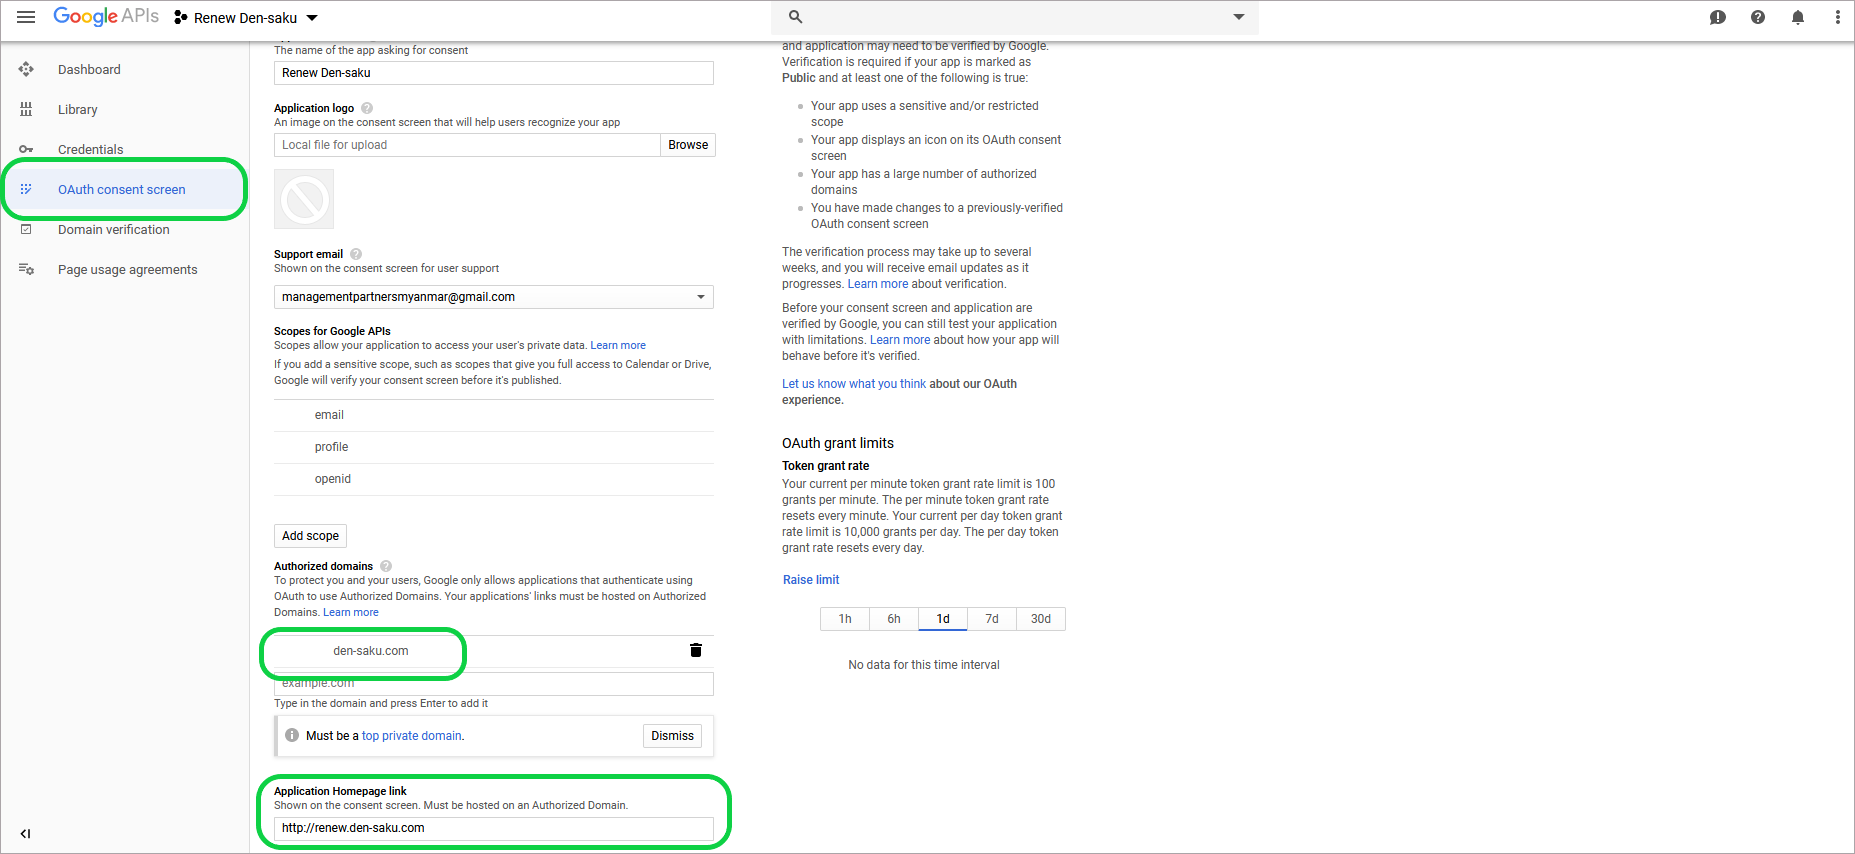 Google APIs
Renew Den-saku
Dashboard
Library
Credentials
OAuth consent screen
Domain verification
Page usage agreements
The name of the app asking for consent
Renew Den-saku
Application logo
An image on the consent screen that will help users recognize your app
Local file for upload
Browse
Support email
Shown on the consent screen for user support
managementpartnersmyanmar@gmail.com
Scopes for Google APIs
Scopes allow your application to access your user's private data. Learn more
If you add a sensitive scope, such as scopes that give you full access to Calendar or Drive,
Google will verify your consent screen before it's published.
email
profile
openid
Add scope
Authorized domains
To protect you and your users, Google only allows applications that authenticate using
OAuth to use Authorized Domains. Your applications' links must be hosted on Authorized
Domains. Learn more
den-saku.com
example.com
Type in the domain and press Enter to add it
Must be a top private domain.
Dismiss
Application Homepage link
Shown on the consent screen. Must be hosted on an Authorized Domain.
http://renew.den-saku.com
and application may need to be verified by Google.
Verification is required if your app is marked as
Public and at least one of the following is true:
Your app uses a sensitive and/or restricted
scope
Your app displays an icon on its OAuth consent
screen
Your app has a large number of authorized
domains
You have made changes to a previously-verified
OAuth consent screen
The verification process may take up to several
weeks, and you will receive email updates as it
progresses. Learn more about verification.
Before your consent screen and application are
verified by Google, you can still test your application
with limitations. Learn more about how your app will
behave before it's verified.
Let us know what you think about our OAuth
experience.
OAuth grant limits
Token grant rate
Your current per minute token grant rate limit is 100
grants per minute. The per minute token grant rate
resets every minute. Your current per day token grant
rate limit is 10,000 grants per day. The per day token
grant rate resets every day.
Raise limit
1h 6h 1d 7d 30d
No data for this time interval